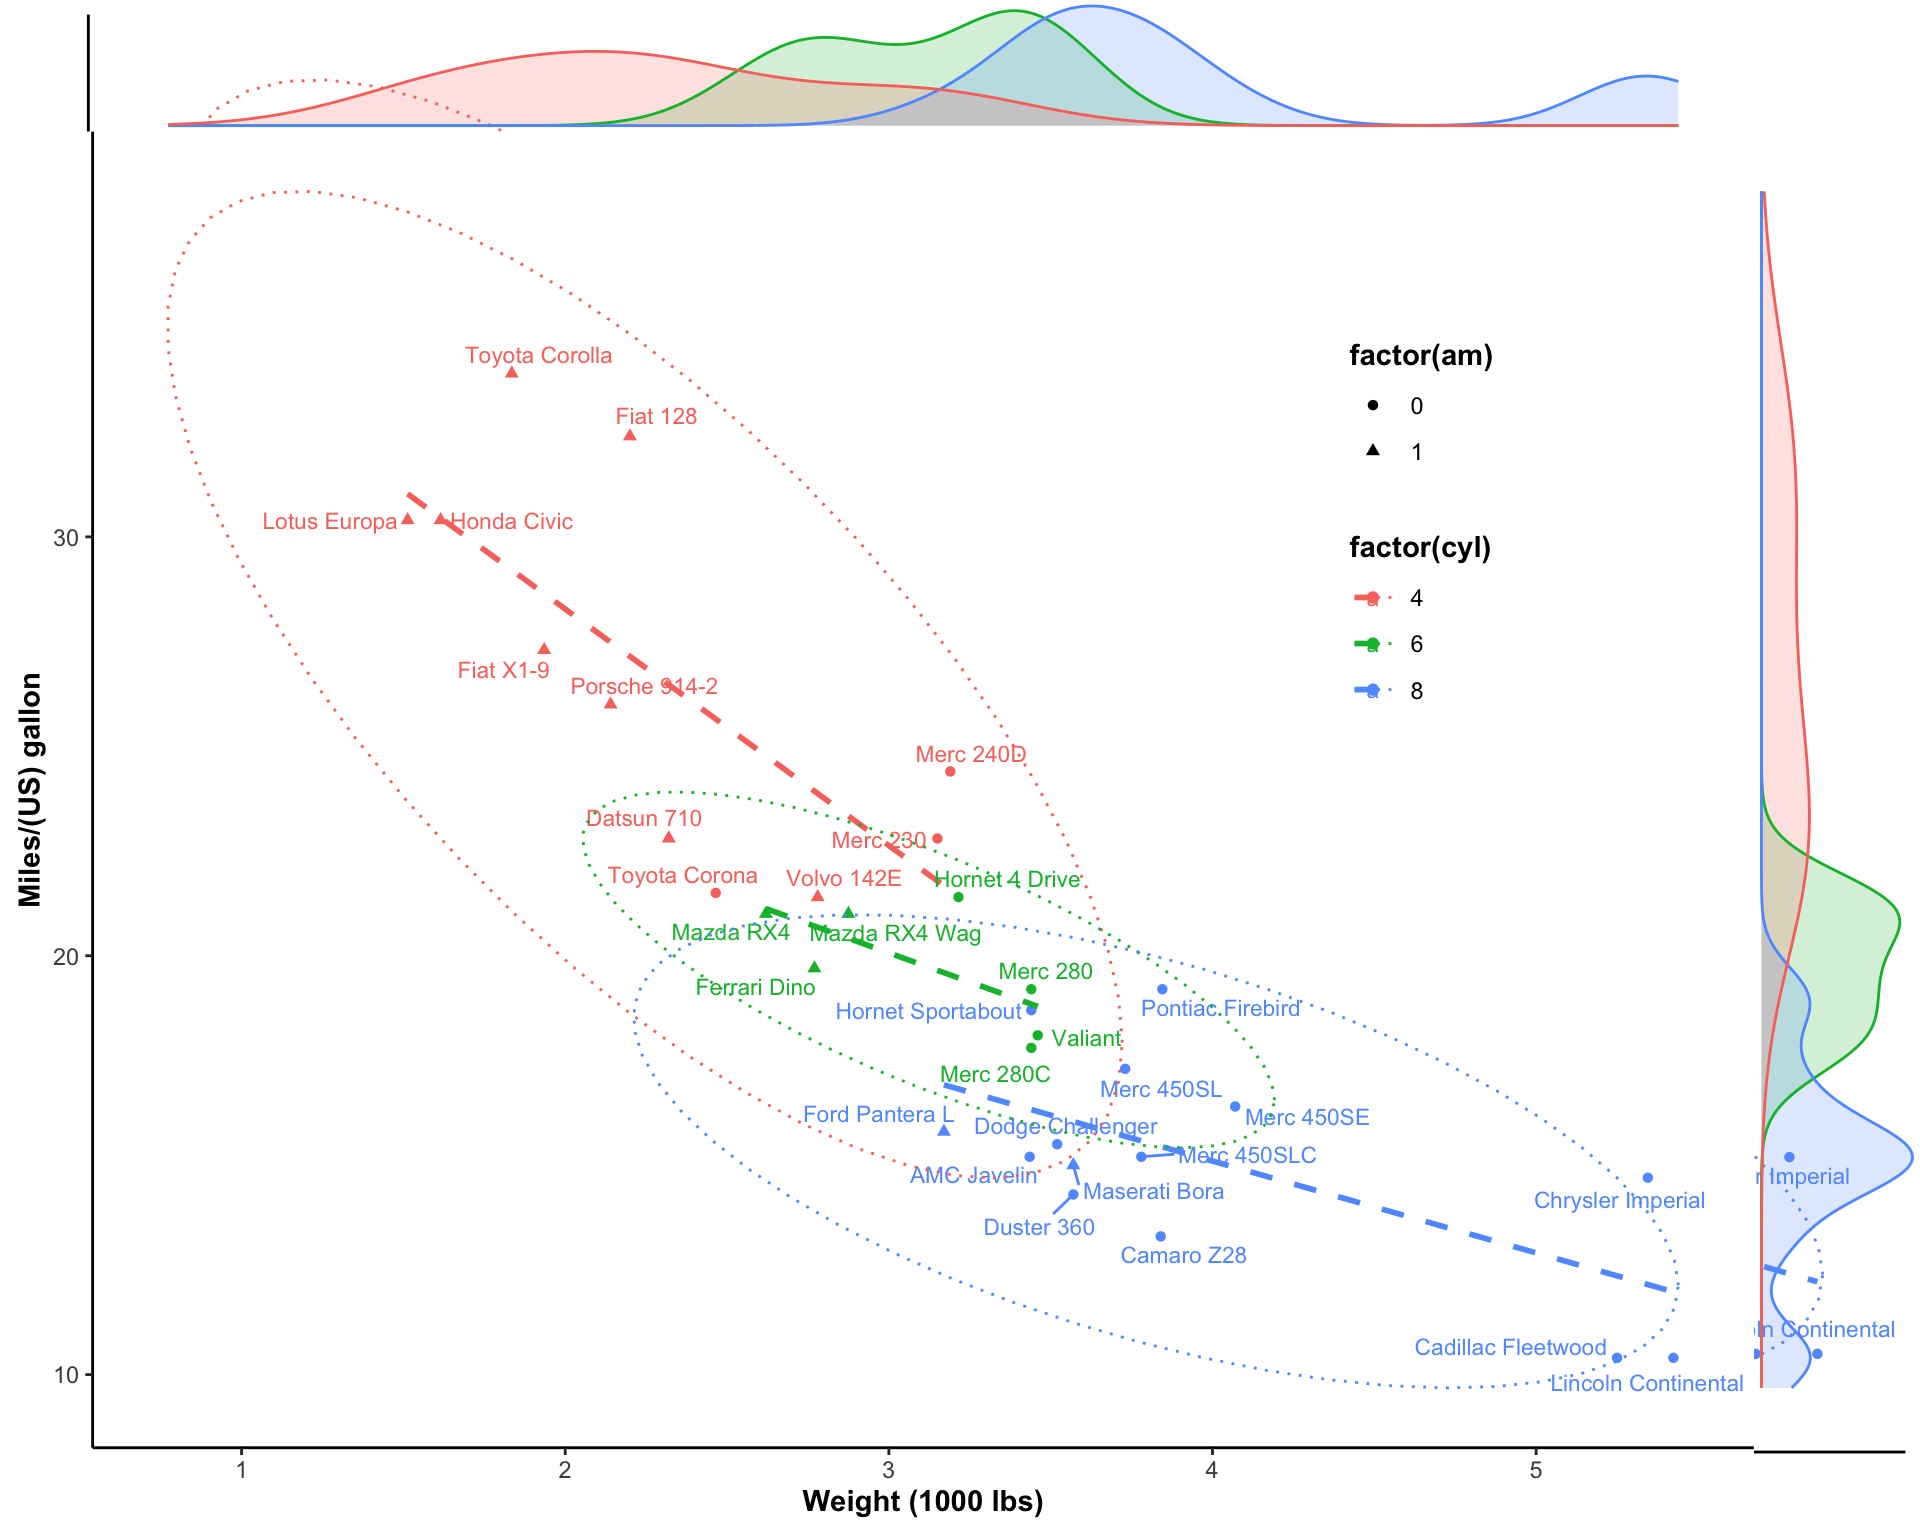 Toyota Corolla
factor(am)
0
Fiat 128
1
Lotus Europa
Honda Civic
30
factor(cyl)
a 4
a 6
Fiat X1-9
Porsche 914-2
a 8
Miles/(US) gallon
Merc 240D
Datsun 710
Merc 230
Toyota Corona
Volvo 142E
Hornet 4 Drive
Mazda RX4
Mazda RX4 Wag
20
Merc 280
Ferrari Dino
Hornet Sportabout
Pontiac Firebird
Valiant
Merc 280C
Merc 450SL
Ford Pantera L
Dodge Challenger
Merc 450SE
Merc 450SLC
AMC Javelin
r Imperial
Maserati Bora
Chrysler Imperial
Duster 360
Camaro Z28
ln Continental
Cadillac Fleetwood
10
Lincoln Continental
1 2 3 4 5
Weight (1000 lbs)